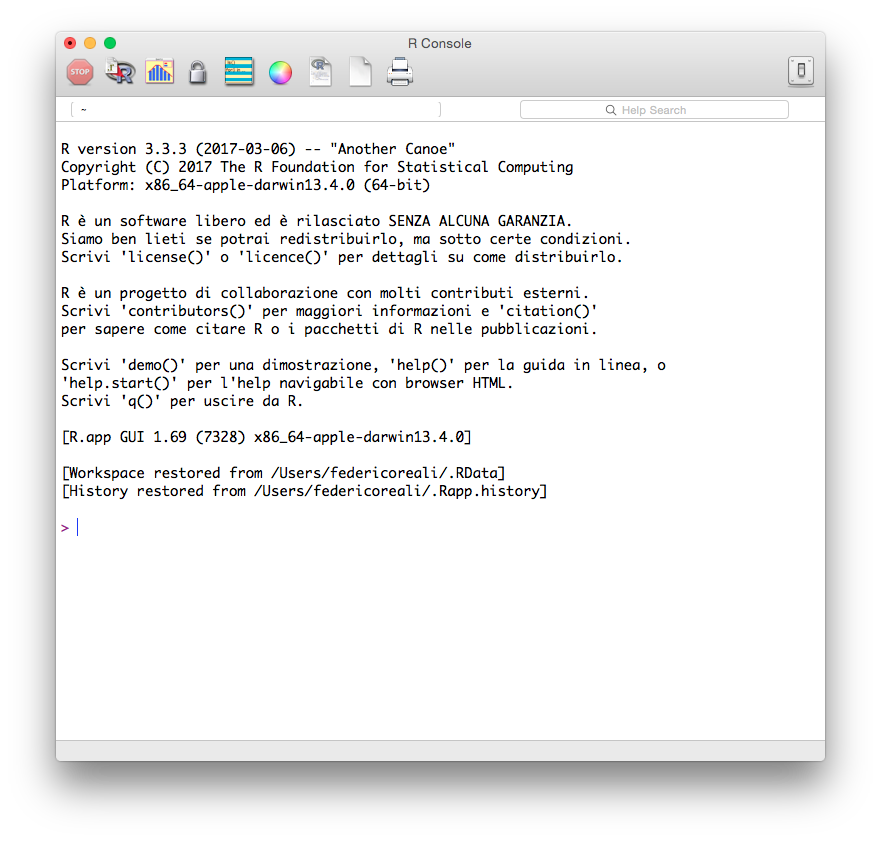 R Console
STOP
~
Help Search
R version 3.3.3 (2017-03-06) -- "Another Canoe"
Copyright (C) 2017 The R Foundation for Statistical Computing
Platform: x86_64-apple-darwin13.4.0 (64-bit)
R è un software libero ed è rilasciato SENZA ALCUNA GARANZIA.
Siamo ben lieti se potrai redistribuirlo, ma sotto certe condizioni.
Scrivi 'license()' o 'licence()' per dettagli su come distribuirlo.
R è un progetto di collaborazione con molti contributi esterni.
Scrivi 'contributors()' per maggiori informazioni e 'citation()'
per sapere come citare R o i pacchetti di R nelle pubblicazioni.
Scrivi 'demo()' per una dimostrazione, 'help()' per la guida in linea, o
'help.start()' per l'help navigabile con browser HTML.
Scrivi 'q()' per uscire da R.
[R.app GUI 1.69 (7328) x86_64-apple-darwin13.4.0]
[Workspace restored from /Users/federicoreali/.RData]
[History restored from /Users/federicoreali/.Rapp.history]
>